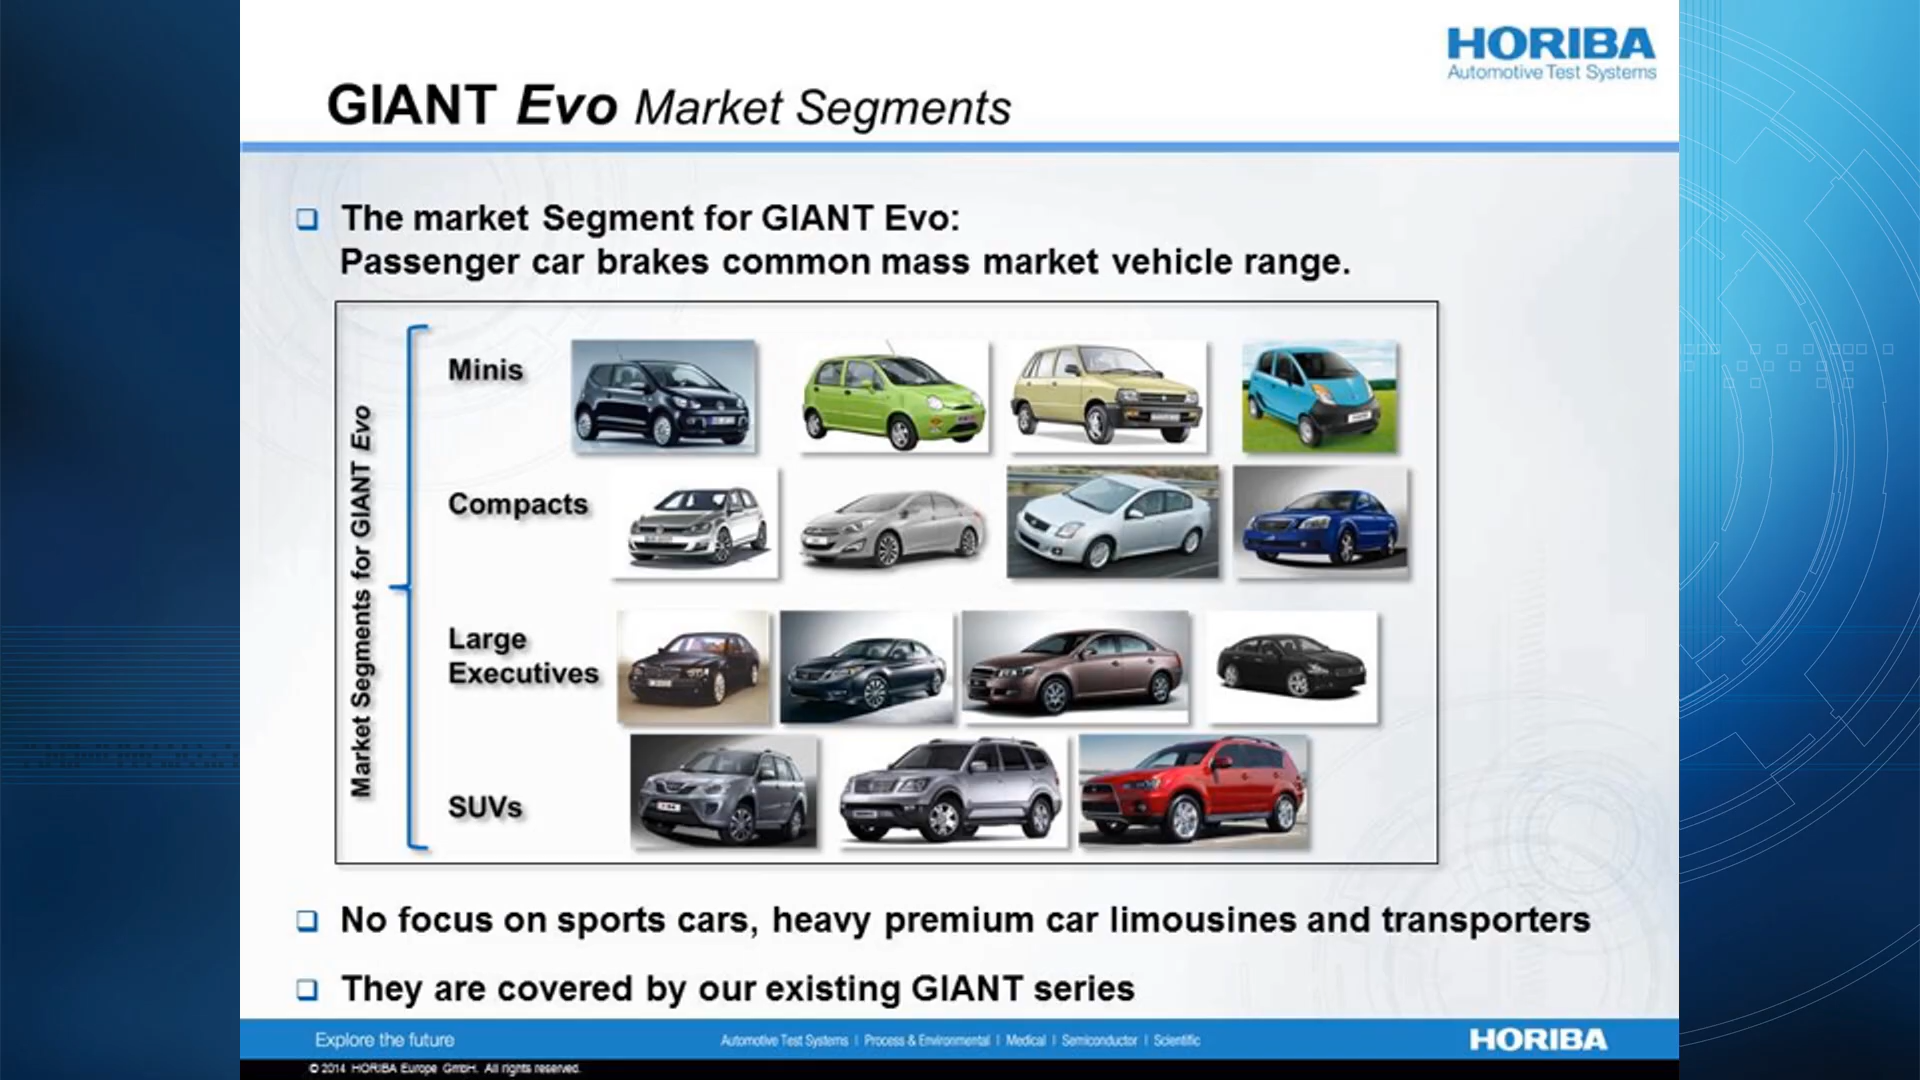 HORIBA
Automotive Test Systems
GIANT Evo Market Segments
The market Segment for GIANT Evo:
Passenger car brakes common mass market vehicle range.
Market Segments for GIANT Evo
Minis
Compacts
Large
Executives
SUVs
No focus on sports cars, heavy premium car limousines and transporters
They are covered by our existing GIANT series
Explore the future
Automotive Test Systems | Process & Environmental | Medical | Semiconductor | Scientific
HORIBA
© 2014 HORIBA Europe GmbH. All rights reserved.